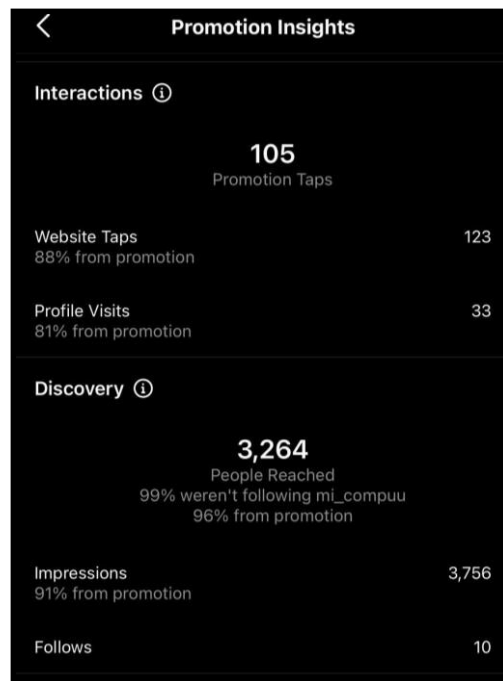 Promotion Insights
Interactions
105
Promotion Taps
Website Taps 123
88% from promotion
Profile Visits 33
81% from promotion
Discovery
3,264
People Reached
99% weren't following mi_compuu
96% from promotion
Impressions 3,756
91% from promotion
Follows 10